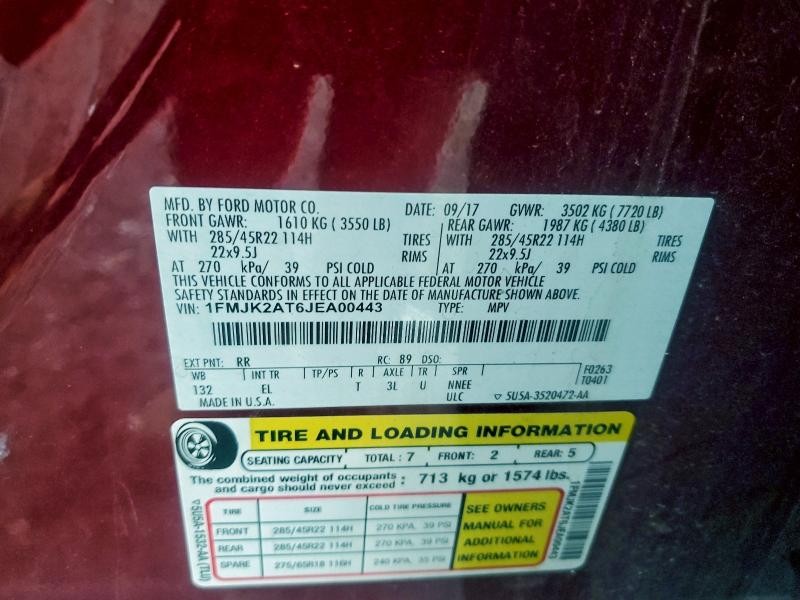 MFD. BY FORD MOTOR CO. DATE: 09/17 GVWR: 3502 KG ( 7720 LB)
FRONT GAWR: 1610 KG ( 3550 LB) REAR GAWR: 1987 KG ( 4380 LB)
WITH 285/45R22 114H TIRES WITH 285/45R22 114H TIRES
22x9.5J RIMS 22x9.5J RIMS
AT 270 kPa/ 39 PSI COLD AT 270 kPa/ 39 PSI COLD
THIS VEHICLE CONFORMS TO ALL APPLICABLE FEDERAL MOTOR VEHICLE
SAFETY STANDARDS IN EFFECT ON THE DATE OF MANUFACTURE SHOWN ABOVE.
VIN: 1FMJK2AT6JEA00443 TYPE: MPV
EXT PNT: RR RC: 89 DSO:
WB INT TR TP/PS R AXLE TR SPR F0263
132 EL T 3L U NNEE T0401
MADE IN U.S.A. ULC ▽ 5U5A-3520472-AA
TIRE AND LOADING INFORMATION
SEATING CAPACITY TOTAL : 7 FRONT: 2 REAR: 5
The combined weight of occupants and cargo should never exceed : 713 kg or 1574 lbs.
TIRE SIZE COLD TIRE PRESSURE
FRONT 285/45R22 114H 270 KPA, 39 PSI
REAR 285/45R22 114H 270 KPA, 39 PSI
SPARE 275/65R18 116H 240 KPA, 35 PSI
SEE OWNERS
MANUAL FOR
ADDITIONAL
INFORMATION
▽5U5A-1532-AA (TLU)